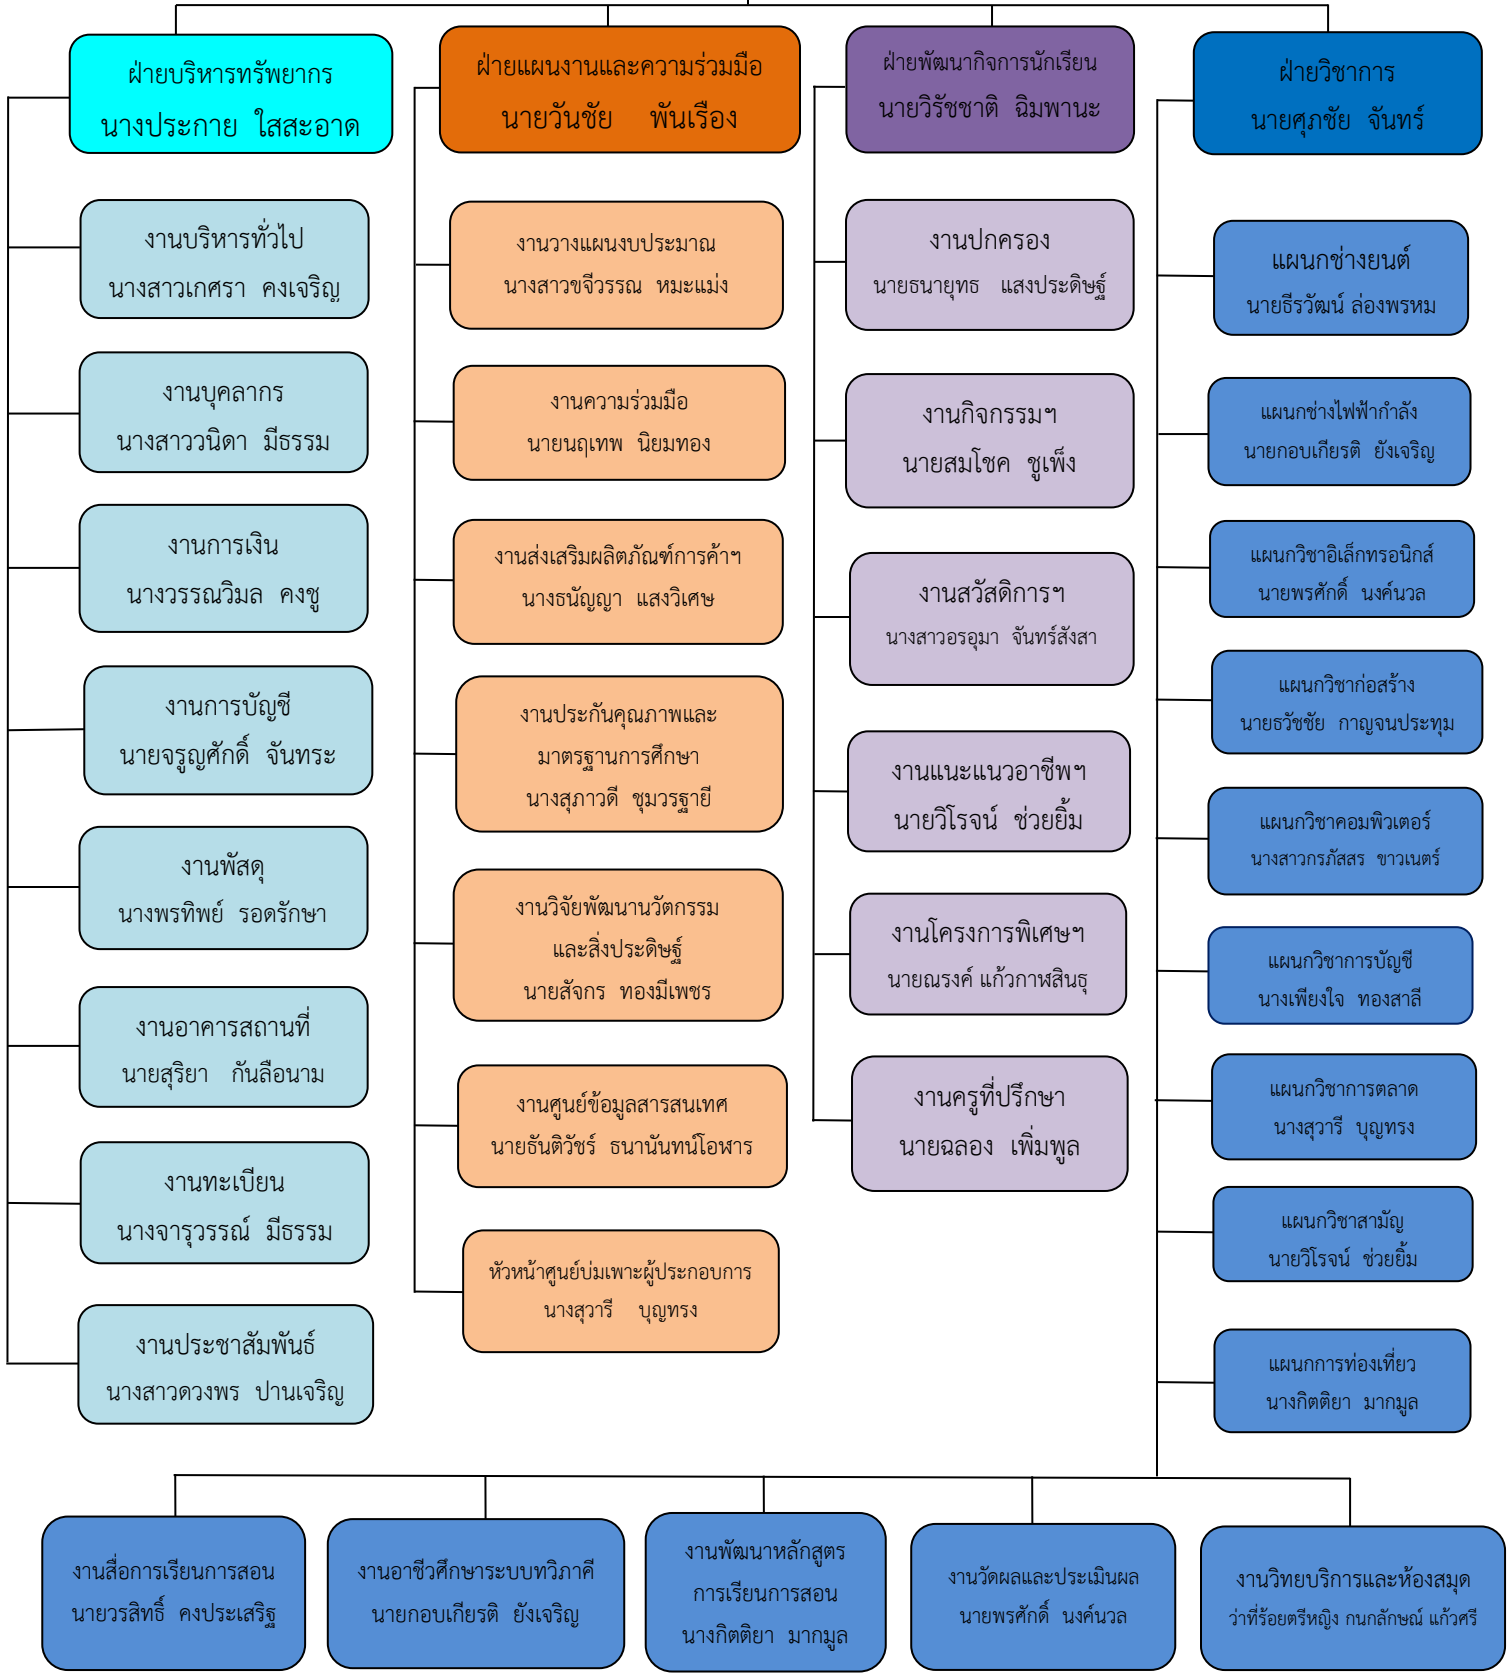 ฝ่ายบริหารทรัพยากร
นางประกาย ใสสะอาด
งานบริหารทั่วไป
นางสาวเกศรา คงเจริญ
งานบุคลากร
นางสาววนิดา มีธรรม
งานการเงิน
นางวรรณวิมล คงชู
งานการบัญชี
นายจรูญศักดิ์ จันทระ
งานพัสดุ
นางพรทิพย์ รอดรักษา
งานอาคารสถานที่
นายสุริยา กันลือนาม
งานทะเบียน
นางจารุวรรณ์ มีธรรม
งานประชาสัมพันธ์
นางสาวดวงพร ปานเจริญ
ฝ่ายแผนงานและความร่วมมือ
นายวันชัย พันเรือง
งานวางแผนงบประมาณ
นางสาวขจีวรรณ หมะแม่ง
งานความร่วมมือ
นายนฤเทพ นิยมทอง
งานส่งเสริมผลิตภัณฑ์การค้าฯ
นางธนัญญา แสงวิเศษ
งานประกันคุณภาพและ
มาตรฐานการศึกษา
นางสุภาวดี ชุมวรฐายี
งานวิจัยพัฒนานวัตกรรม
และสิ่งประดิษฐ์
นายสัจกร ทองมีเพชร
งานศูนย์ข้อมูลสารสนเทศ
นายธันติวัชร์ ธนานันทน์โอฬาร
หัวหน้าศูนย์บ่มเพาะผู้ประกอบการ
นางสุวารี บุญทรง
ฝ่ายพัฒนากิจการนักเรียน
นายวิรัชชาติ ฉิมพานะ
งานปกครอง
นายธนายุทธ แสงประดิษฐ์
งานกิจกรรมฯ
นายสมโชค ชูเพ็ง
งานสวัสดิการฯ
นางสาวอรอุมา จันทร์สังสา
งานแนะแนวอาชีพฯ
นายวิโรจน์ ช่วยยิ้ม
งานโครงการพิเศษฯ
นายณรงค์ แก้วกาฬสินธุ
งานครูที่ปรึกษา
นายฉลอง เพิ่มพูล
ฝ่ายวิชาการ
นายศุภชัย จันทร์
แผนกช่างยนต์
นายธีรวัฒน์ ล่องพรหม
แผนกช่างไฟฟ้ากำลัง
นายกอบเกียรติ ยังเจริญ
แผนกวิชาอิเล็กทรอนิกส์
นายพรศักดิ์ นงค์นวล
แผนกวิชาก่อสร้าง
นายธวัชชัย กาญจนประทุม
แผนกวิชาคอมพิวเตอร์
นางสาวกรภัสสร ขาวเนตร์
แผนกวิชาการบัญชี
นางเพียงใจ ทองสาลี
แผนกวิชาการตลาด
นางสุวารี บุญทรง
แผนกวิชาสามัญ
นายวิโรจน์ ช่วยยิ้ม
แผนกการท่องเที่ยว
นางกิตติยา มากมูล
งานสื่อการเรียนการสอน
นายวรสิทธิ์ คงประเสริฐ
งานอาชีวศึกษาระบบทวิภาคี
นายกอบเกียรติ ยังเจริญ
งานพัฒนาหลักสูตร
การเรียนการสอน
นางกิตติยา มากมูล
งานวัดผลและประเมินผล
นายพรศักดิ์ นงค์นวล
งานวิทยบริการและห้องสมุด
ว่าที่ร้อยตรีหญิง กนกลักษณ์ แก้วศรี